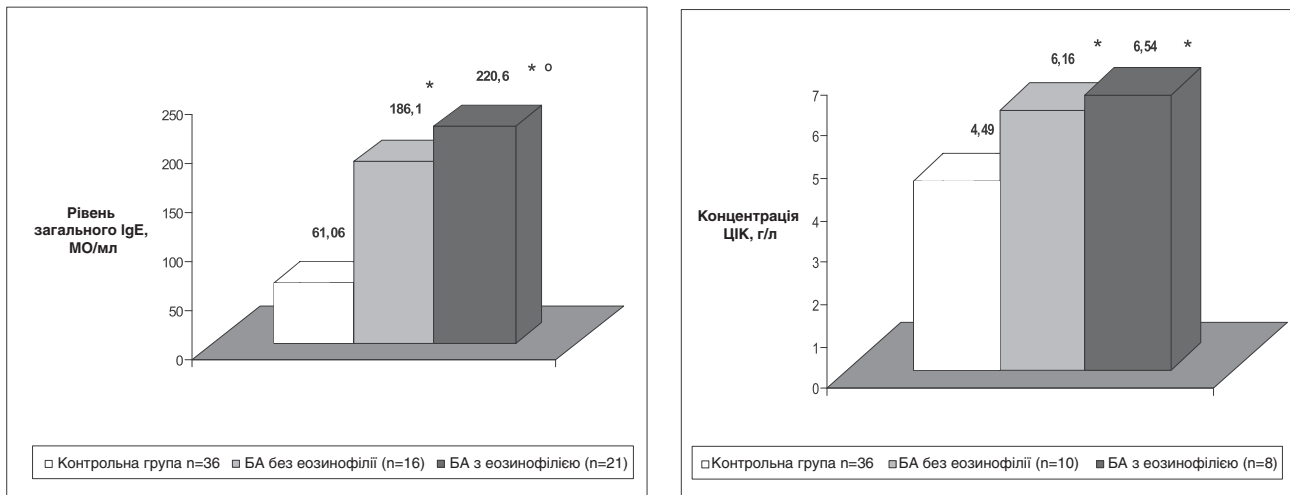 220,6 * o
186,1 *
250
200
150
100
50
0
Рівень
загального IgE,
МО/мл
61,06
□ Контрольна група n=36 ■ БА без еозинофілії (n=16) ■ БА з еозинофілією (n=21)
6,16 * 6,54 *
4,49
7
6
5
4
3
2
1
0
Концентрація
ЦІК, г/л
□ Контрольна група n=36 ■ БА без еозинофілії (n=10) ■ БА з еозинофілією (n=8)